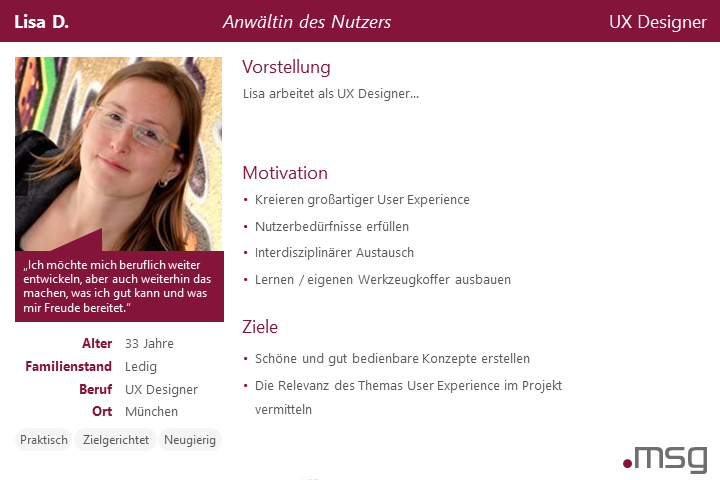 Lisa D.
Anwältin des Nutzers
UX Designer
Vorstellung
Lisa arbeitet als UX Designer...
Motivation
• Kreieren großartiger User Experience
• Nutzerbedürfnisse erfüllen
• Interdisziplinärer Austausch
• Lernen / eigenen Werkzeugkoffer ausbauen
Ziele
• Schöne und gut bedienbare Konzepte erstellen
• Die Relevanz des Themas User Experience im Projekt
vermitteln
„Ich möchte mich beruflich weiter
entwickeln, aber auch weiterhin das
machen, was ich gut kann und was
mir Freude bereitet.“
Alter 33 Jahre
Familienstand Ledig
Beruf UX Designer
Ort München
Praktisch Zielgerichtet Neugierig
.msg